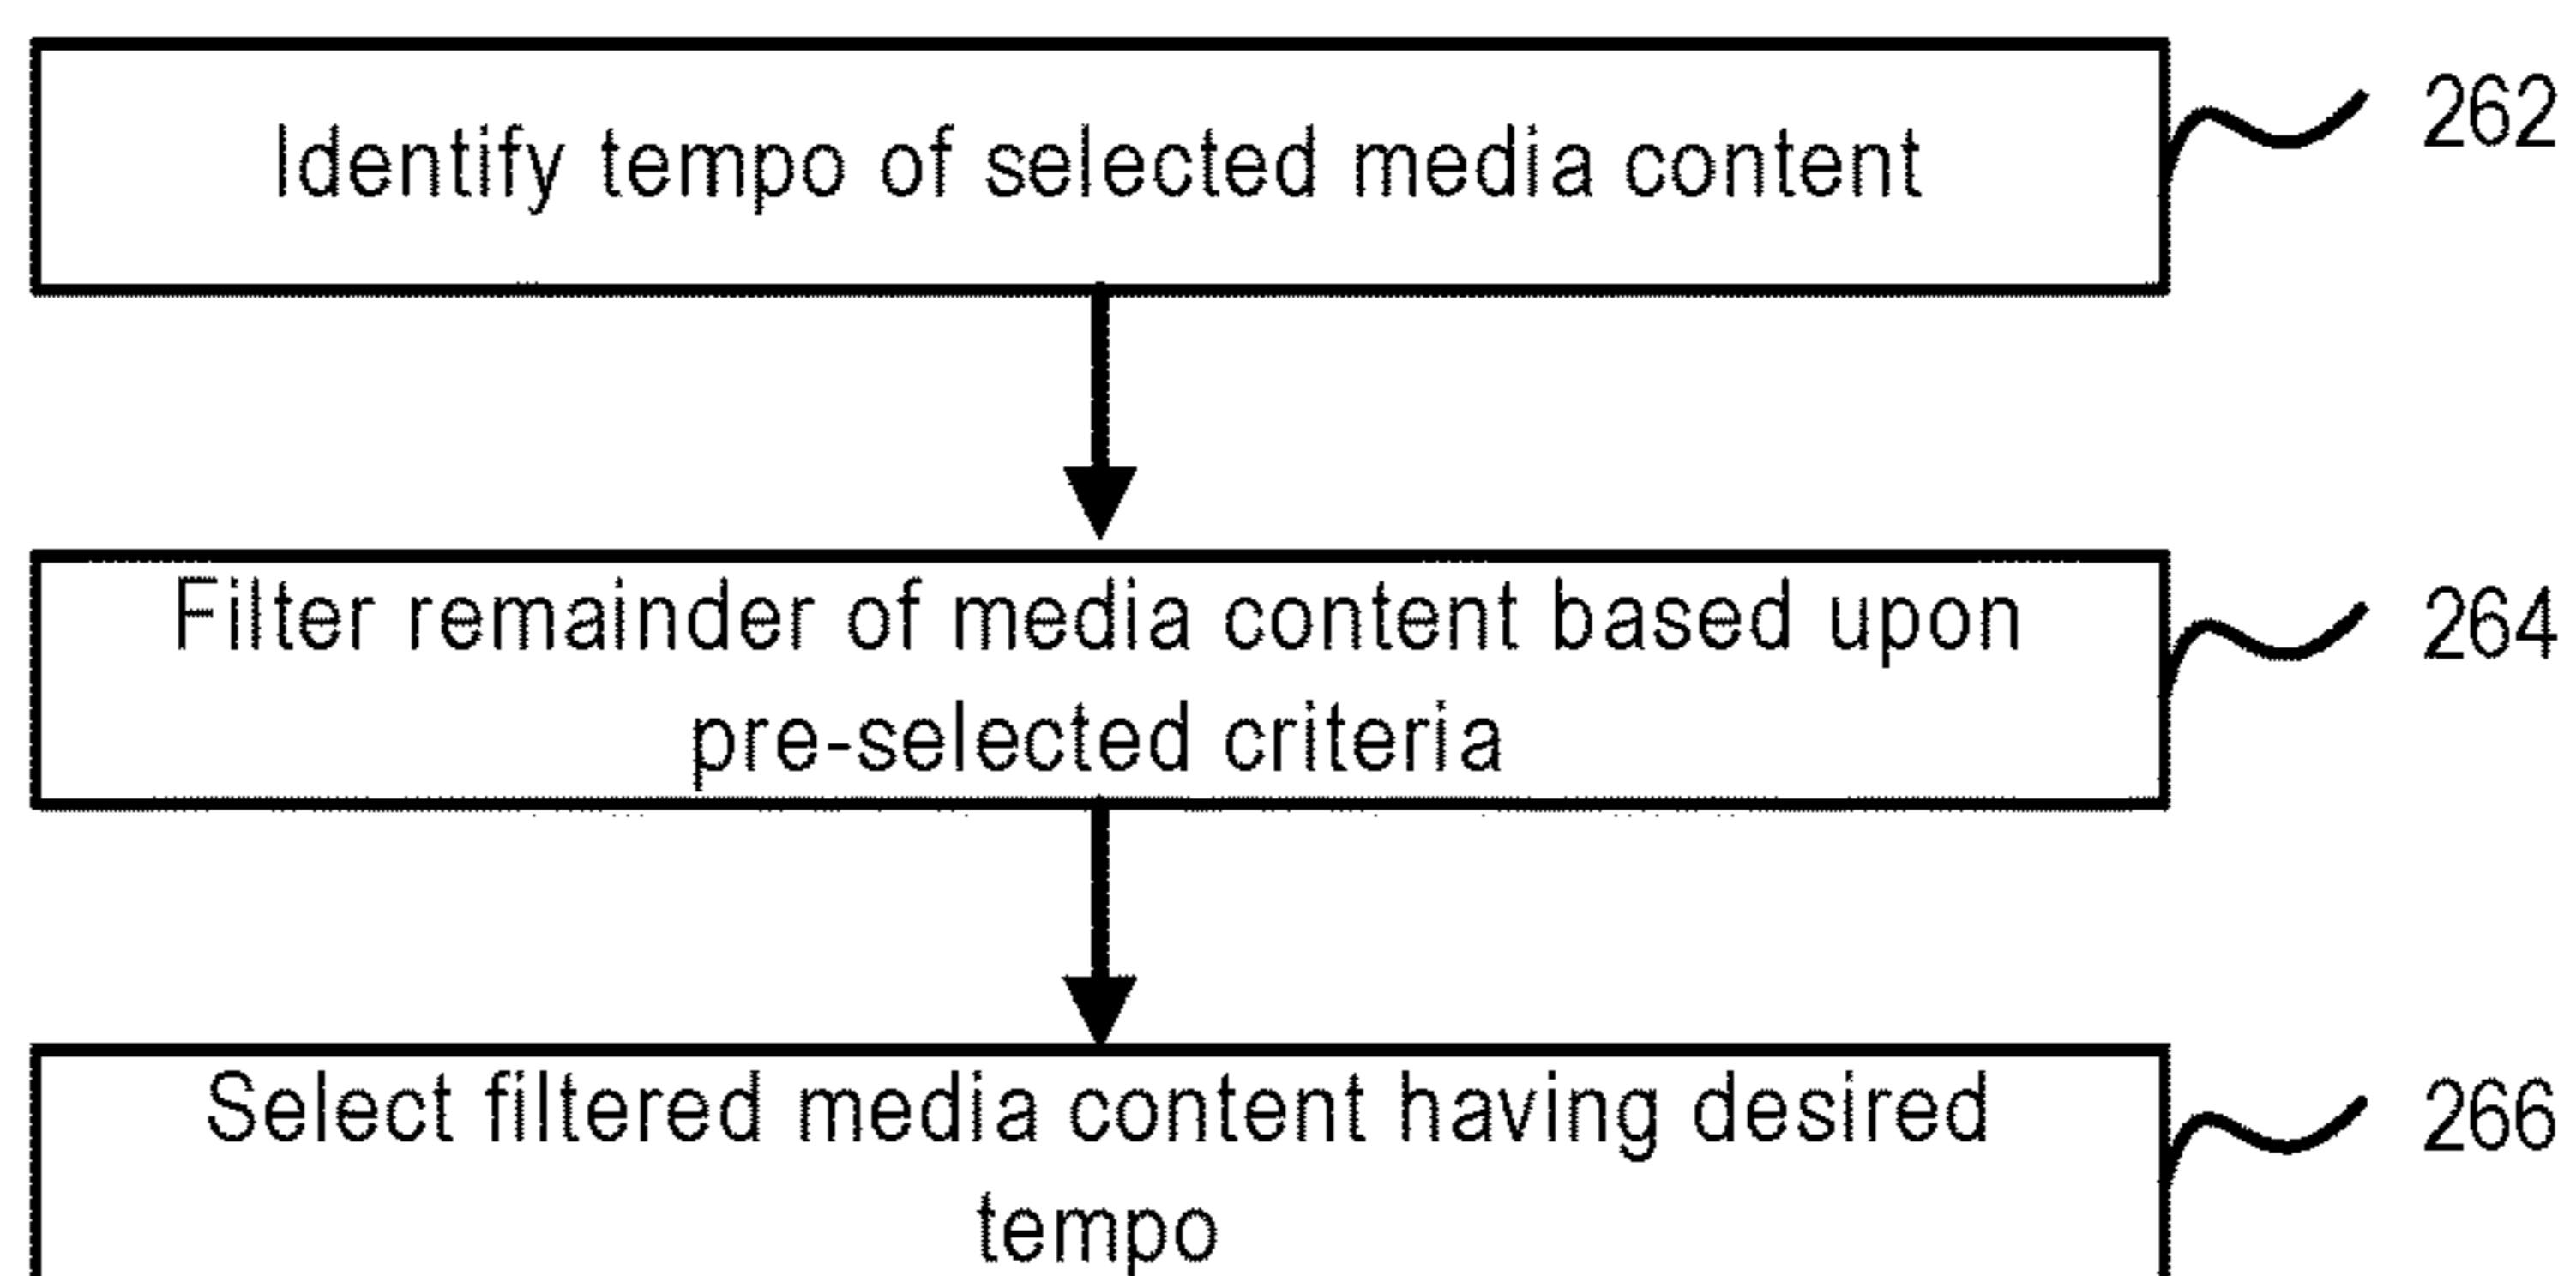 Identify tempo of selected media content
262
Filter remainder of media content based upon
pre-selected criteria
264
Select filtered media content having desired
tempo
266